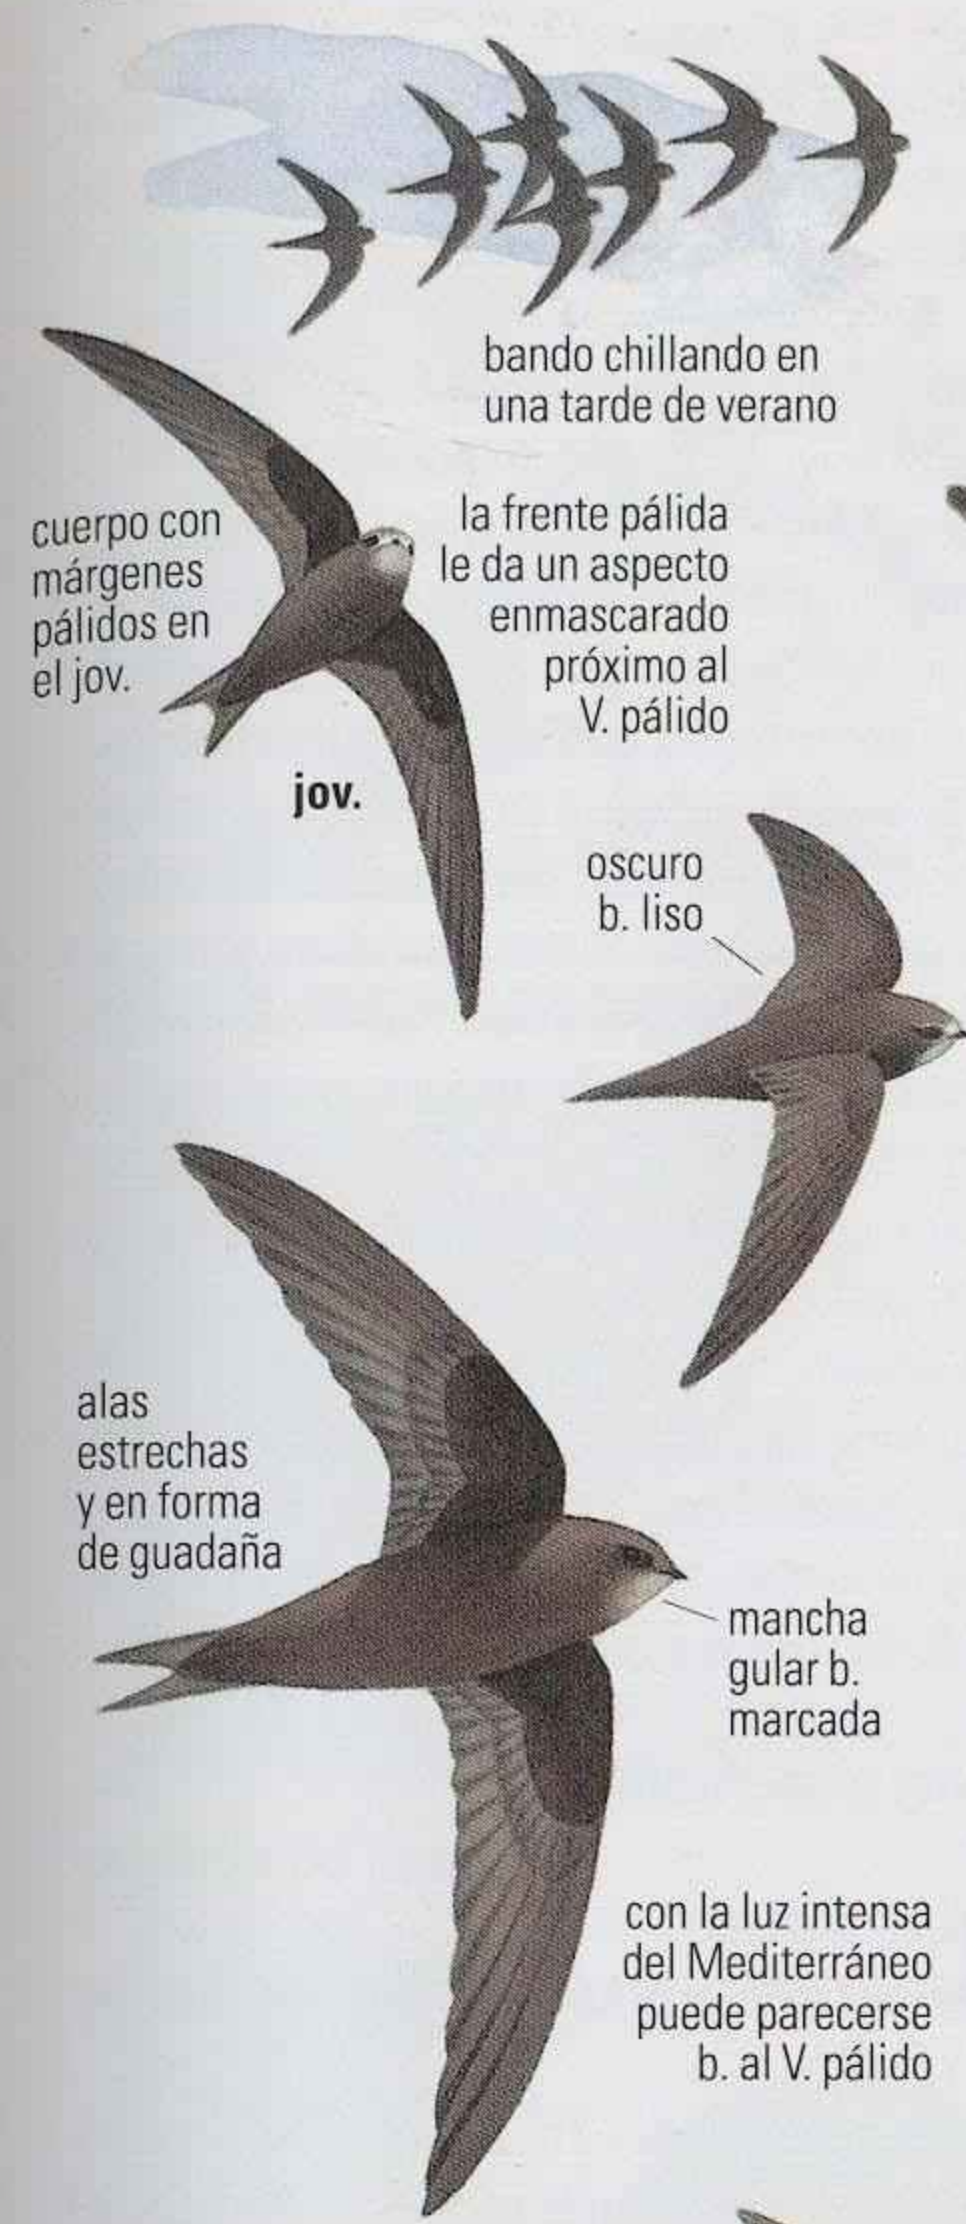 bando chillando en
una tarde de verano
cuerpo con
márgenes
pálidos en
el jov.
la frente pálida
le da un aspecto
enmascarado
próximo al
V. pálido
jov.
oscuro
b. liso
alas
estrechas
y en forma
de guadaña
mancha
gular b.
marcada
con la luz intensa
del Mediterráneo
puede parecerse
b. al V. pálido